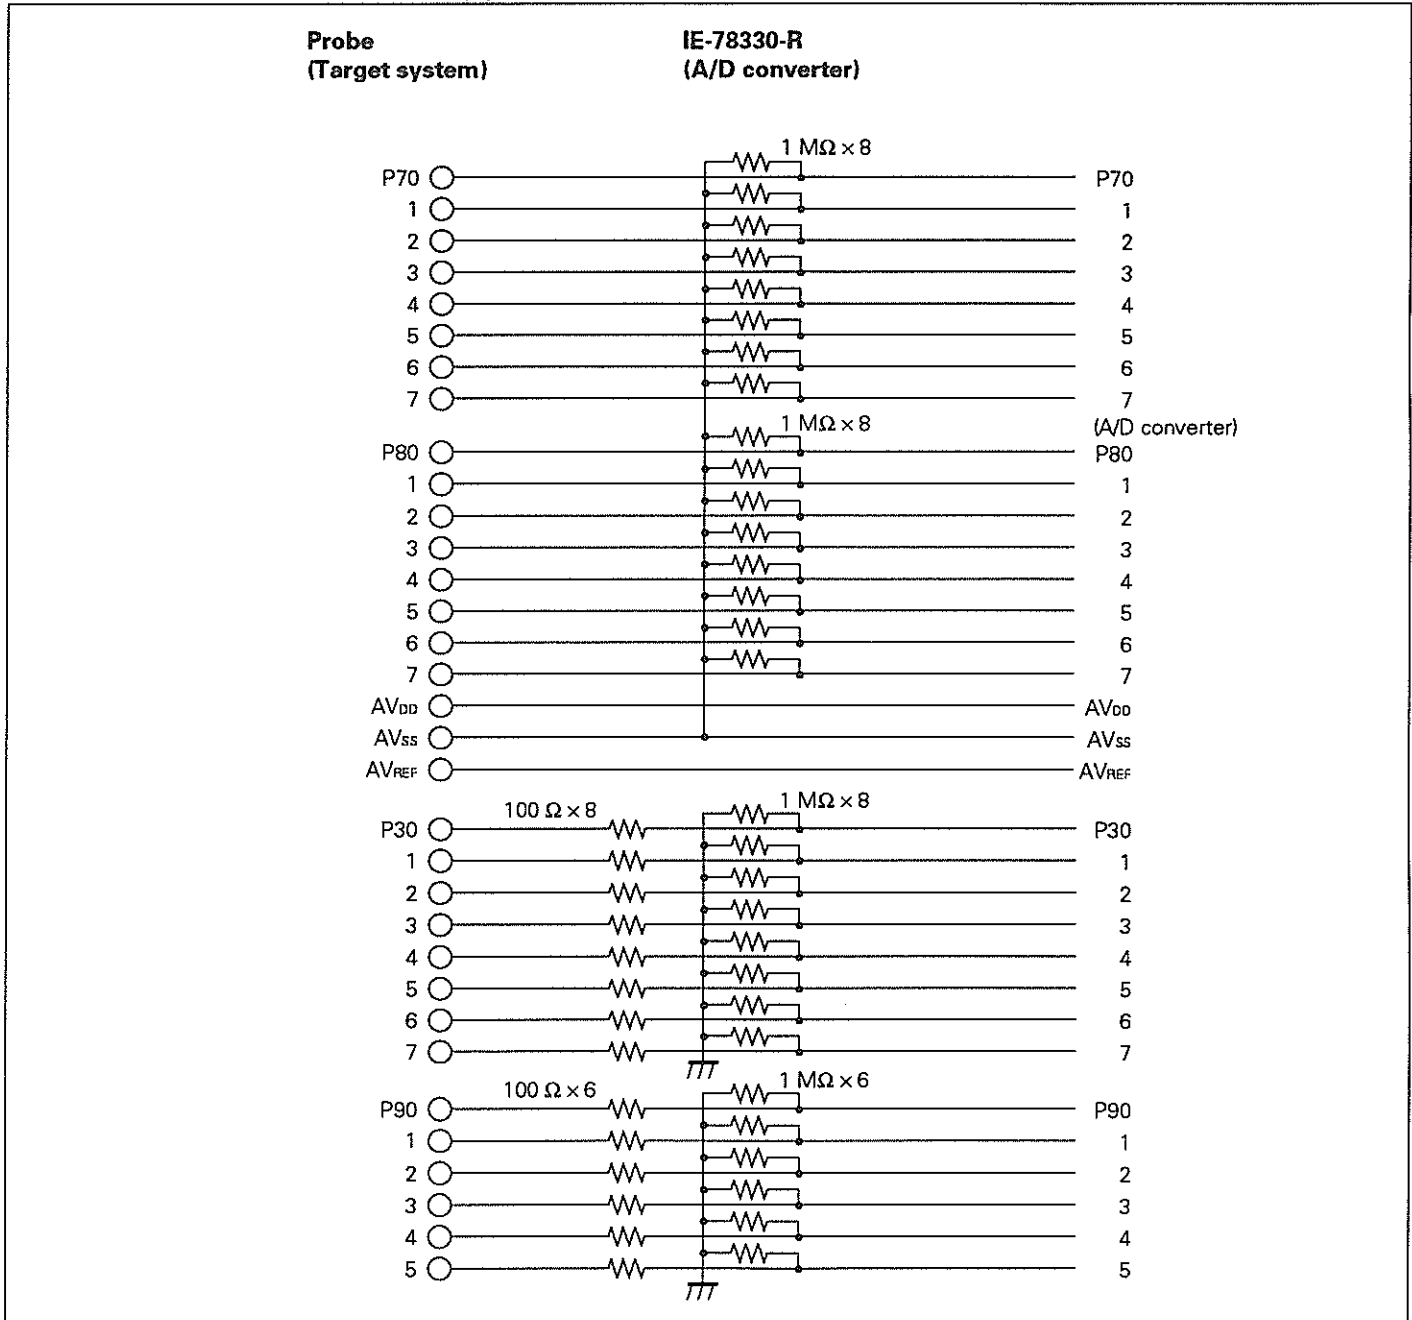 Probe IE-78330-R
(Target system) (A/D converter)
1 MΩ × 8
P70 P70
1 1
2 2
3 3
4 4
5 5
6 6
7 7
1 MΩ × 8 (A/D converter)
P80 P80
1 1
2 2
3 3
4 4
5 5
6 6
7 7
AVDD AVDD
AVSS AVSS
AVREF AVREF
100 Ω × 8 1 MΩ × 8
P30 P30
1 1
2 2
3 3
4 4
5 5
6 6
7 7
100 Ω × 6 1 MΩ × 6
P90 P90
1 1
2 2
3 3
4 4
5 5